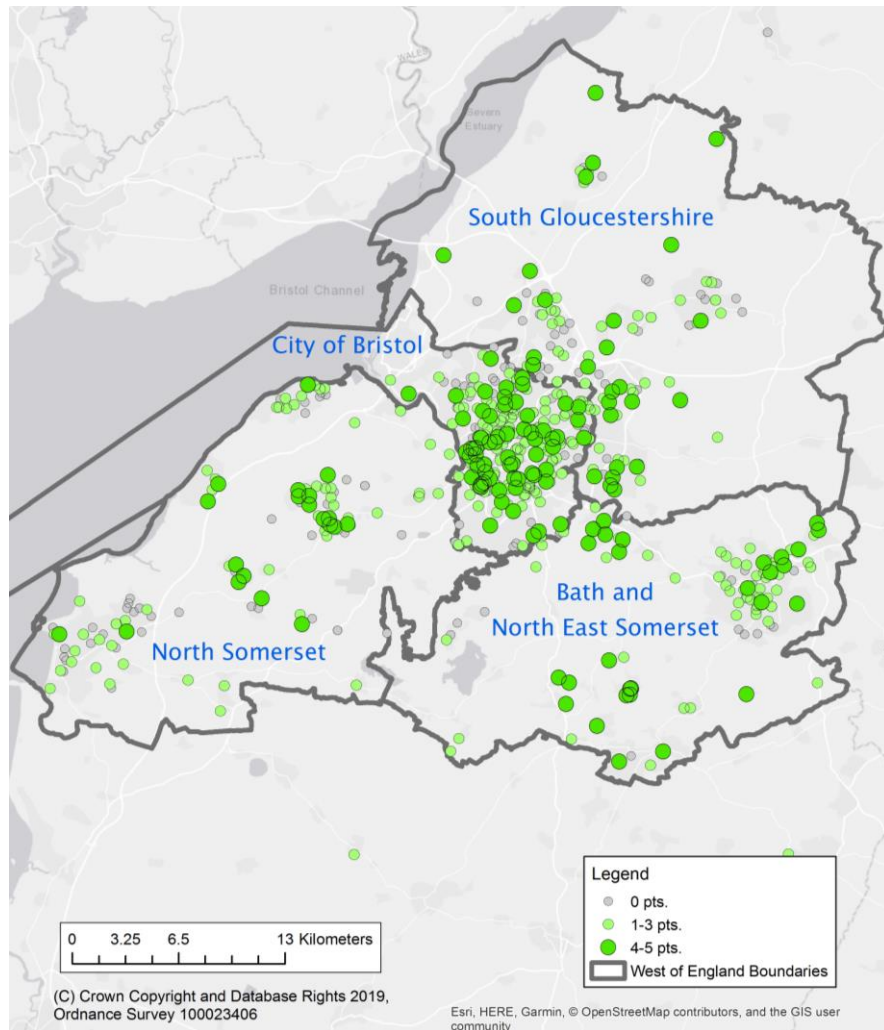 WALES
Severn
Estuary
South Gloucestershire
Bristol Channel
City of Bristol
Bath and
North East Somerset
North Somerset
Legend
0 pts.
1-3 pts.
4-5 pts.
West of England Boundaries
0 3.25 6.5 13 Kilometers
(C) Crown Copyright and Database Rights 2019,
Ordnance Survey 100023406
Esri, HERE, Garmin, © OpenStreetMap contributors, and the GIS user
community